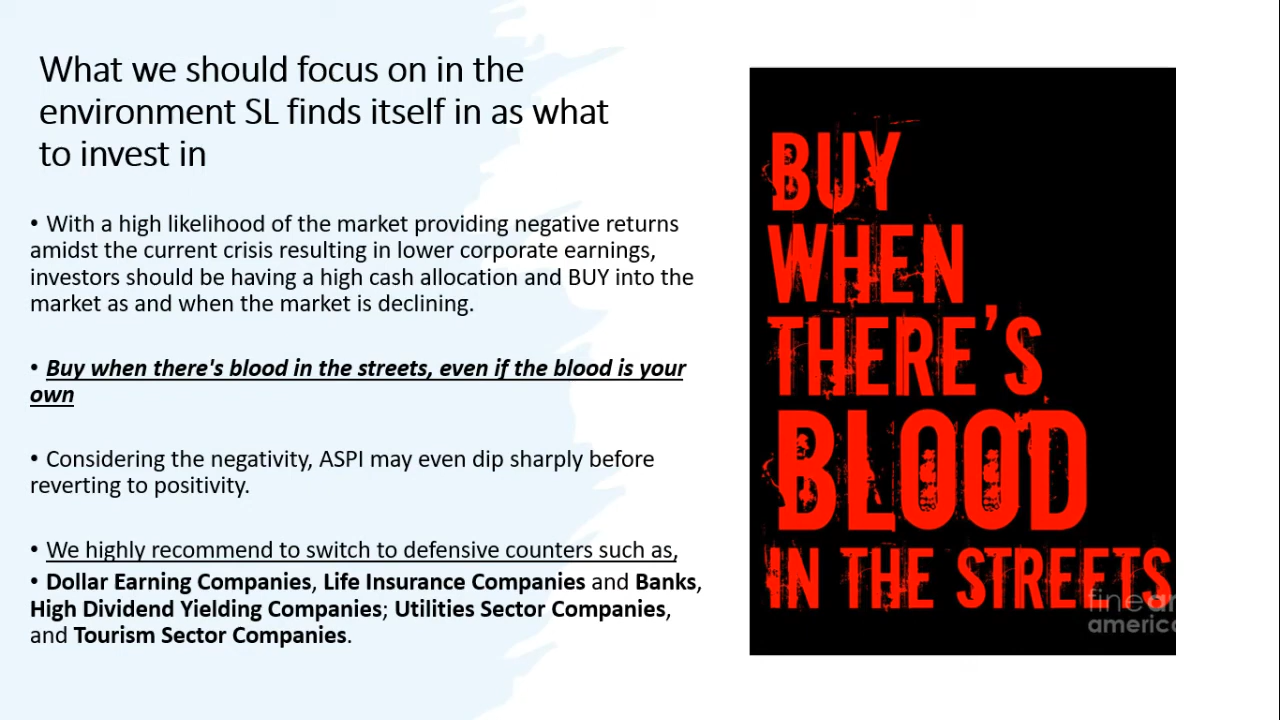 What we should focus on in the
environment SL finds itself in as what
to invest in
• With a high likelihood of the market providing negative returns
amidst the current crisis resulting in lower corporate earnings,
investors should be having a high cash allocation and BUY into the
market as and when the market is declining.
• Buy when there's blood in the streets, even if the blood is your
own
• Considering the negativity, ASPI may even dip sharply before
reverting to positivity.
• We highly recommend to switch to defensive counters such as,
• Dollar Earning Companies, Life Insurance Companies and Banks,
High Dividend Yielding Companies; Utilities Sector Companies,
and Tourism Sector Companies.
BUY
WHEN
THERE'S
BLOOD
IN THE STREETS